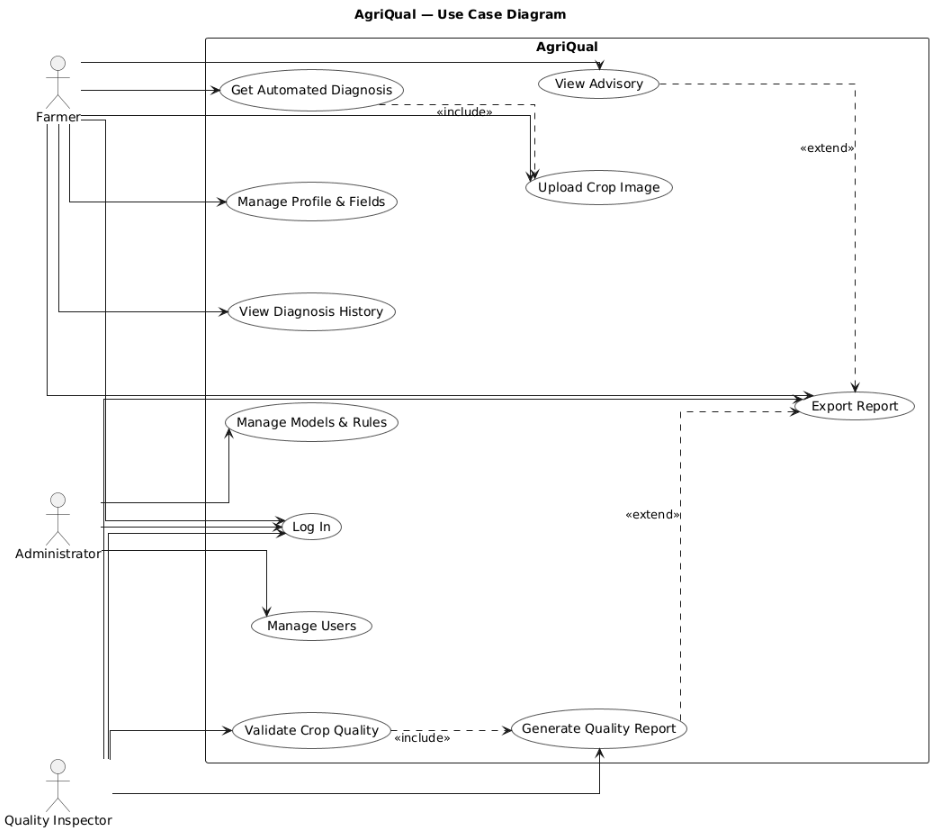 AgriQual — Use Case Diagram
AgriQual
Get Automated Diagnosis
View Advisory
Farmer
«include»
«extend»
Upload Crop Image
Manage Profile & Fields
View Diagnosis History
Export Report
Manage Models & Rules
«extend»
Log In
Administrator
Manage Users
Validate Crop Quality
Generate Quality Report
«include»
Quality Inspector